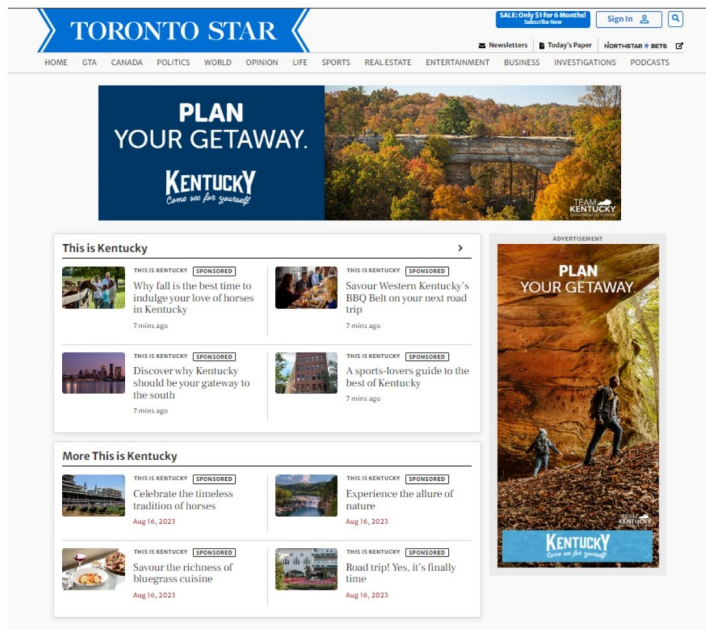 TORONTO STAR
SALE: Only $1 for 6 Months!
Subscribe Now
Sign In
Newsletters
Today's Paper
NORTHSTAR BETS
HOME GTA CANADA POLITICS WORLD OPINION LIFE SPORTS REAL ESTATE ENTERTAINMENT BUSINESS INVESTIGATIONS PODCASTS
PLAN
YOUR GETAWAY.
KENTUCKY
Come see for yourself
TEAM
KENTUCKY
This is Kentucky
THIS IS KENTUCKY SPONSORED
Why fall is the best time to
indulge your love of horses
in Kentucky
7 mins ago
THIS IS KENTUCKY SPONSORED
Savour Western Kentucky's
BBQ Belt on your next road
trip
7 mins ago
THIS IS KENTUCKY SPONSORED
Discover why Kentucky
should be your gateway to
the south
7 mins ago
THIS IS KENTUCKY SPONSORED
A sports-lovers guide to the
best of Kentucky
7 mins ago
More This is Kentucky
THIS IS KENTUCKY SPONSORED
Celebrate the timeless
tradition of horses
Aug 16, 2023
THIS IS KENTUCKY SPONSORED
Experience the allure of
nature
Aug 16, 2023
THIS IS KENTUCKY SPONSORED
Savour the richness of
bluegrass cuisine
Aug 16, 2023
THIS IS KENTUCKY SPONSORED
Road trip! Yes, it's finally
time
Aug 16, 2023
ADVERTISEMENT
PLAN
YOUR GETAWAY.
TEAM
KENTUCKY
KENTUCKY
Come see for yourself